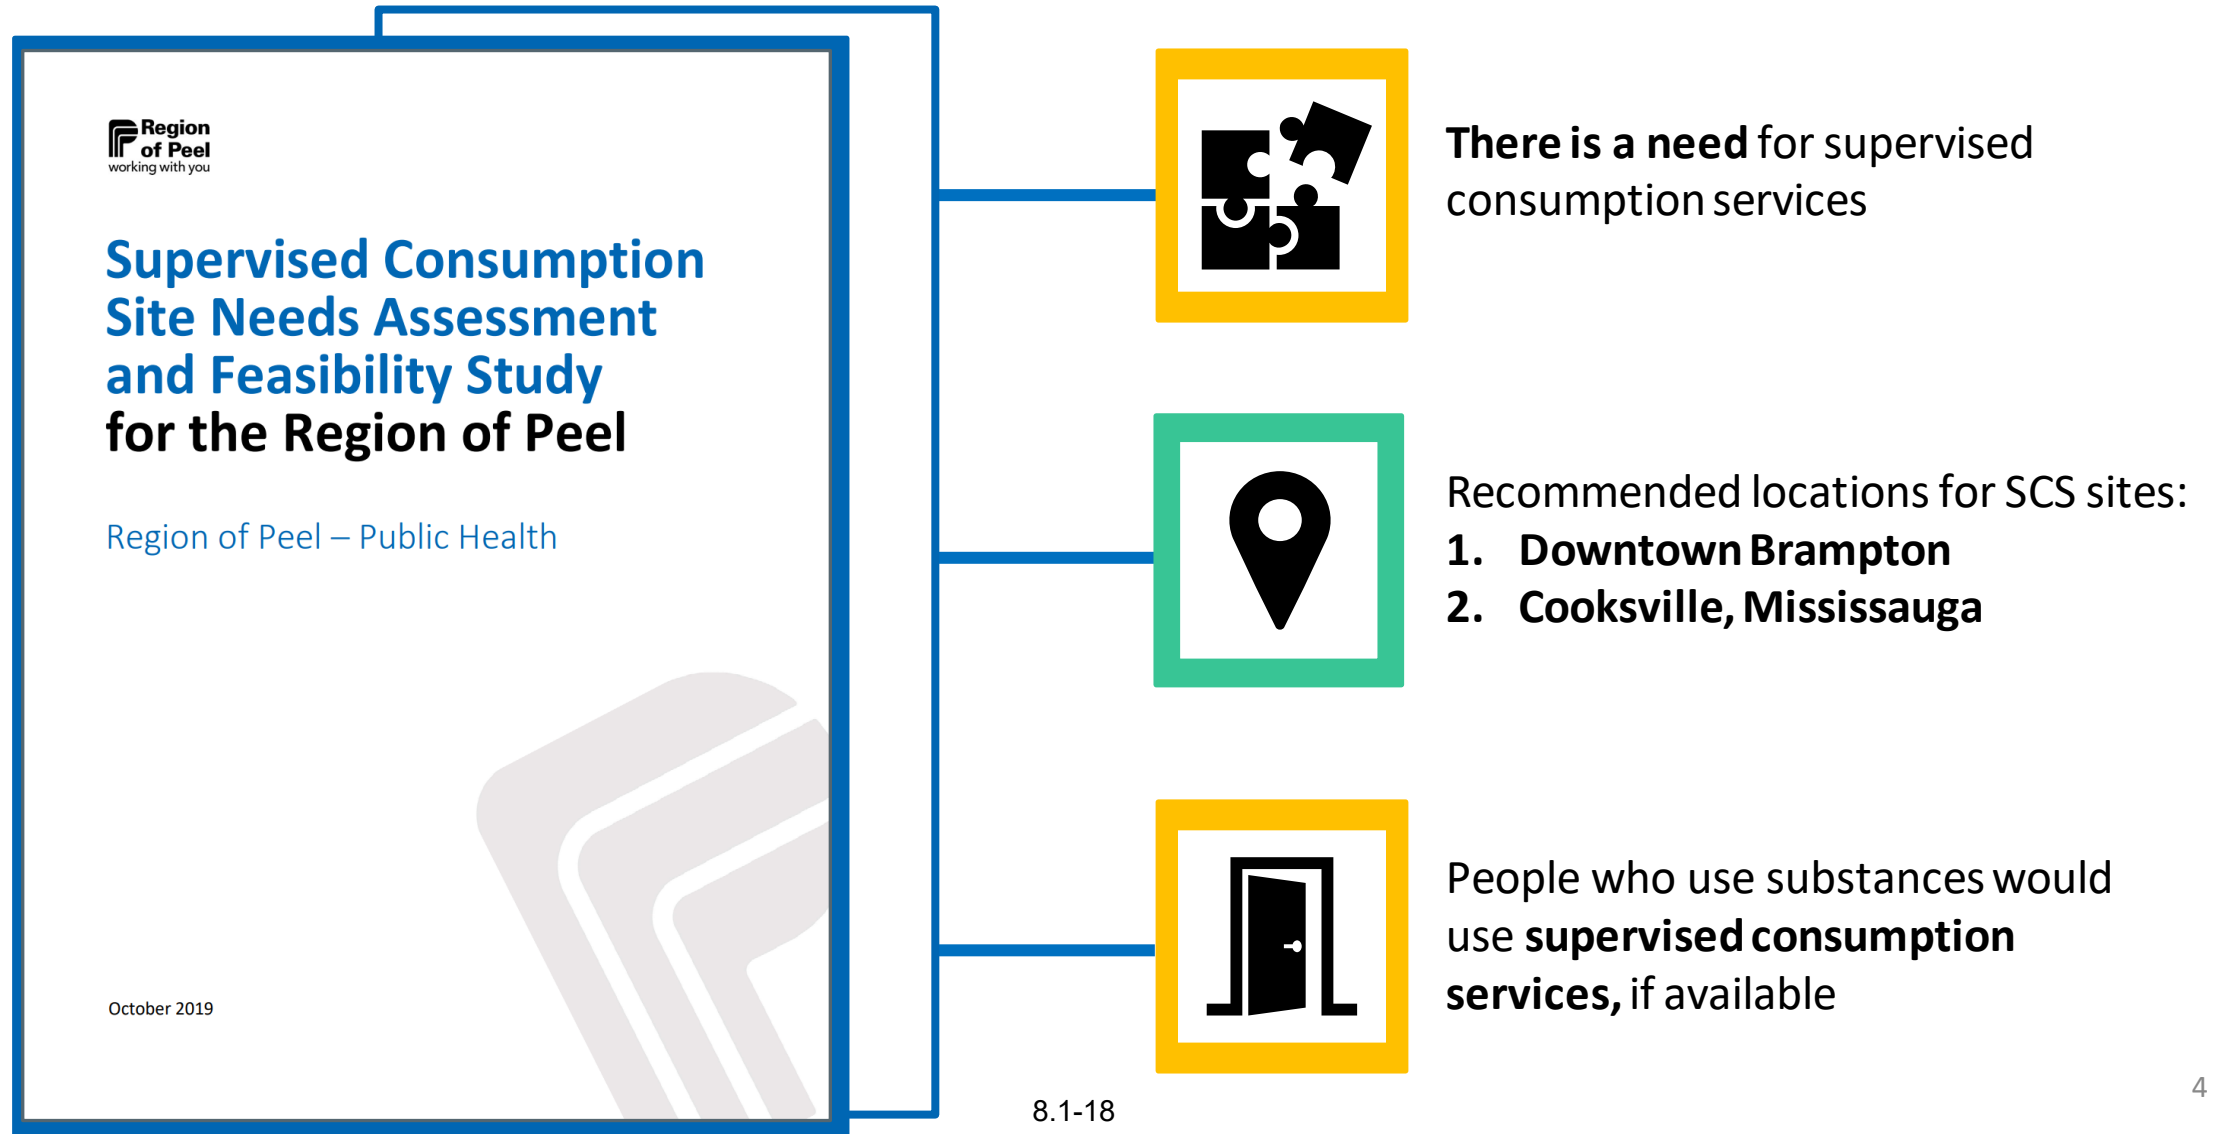 Region
of Peel
working with you
Supervised Consumption
Site Needs Assessment
and Feasibility Study
for the Region of Peel
Region of Peel – Public Health
October 2019
There is a need for supervised
consumption services
Recommended locations for SCS sites:
1. Downtown Brampton
2. Cooksville, Mississauga
People who use substances would
use supervised consumption
services, if available
8.1-18
4